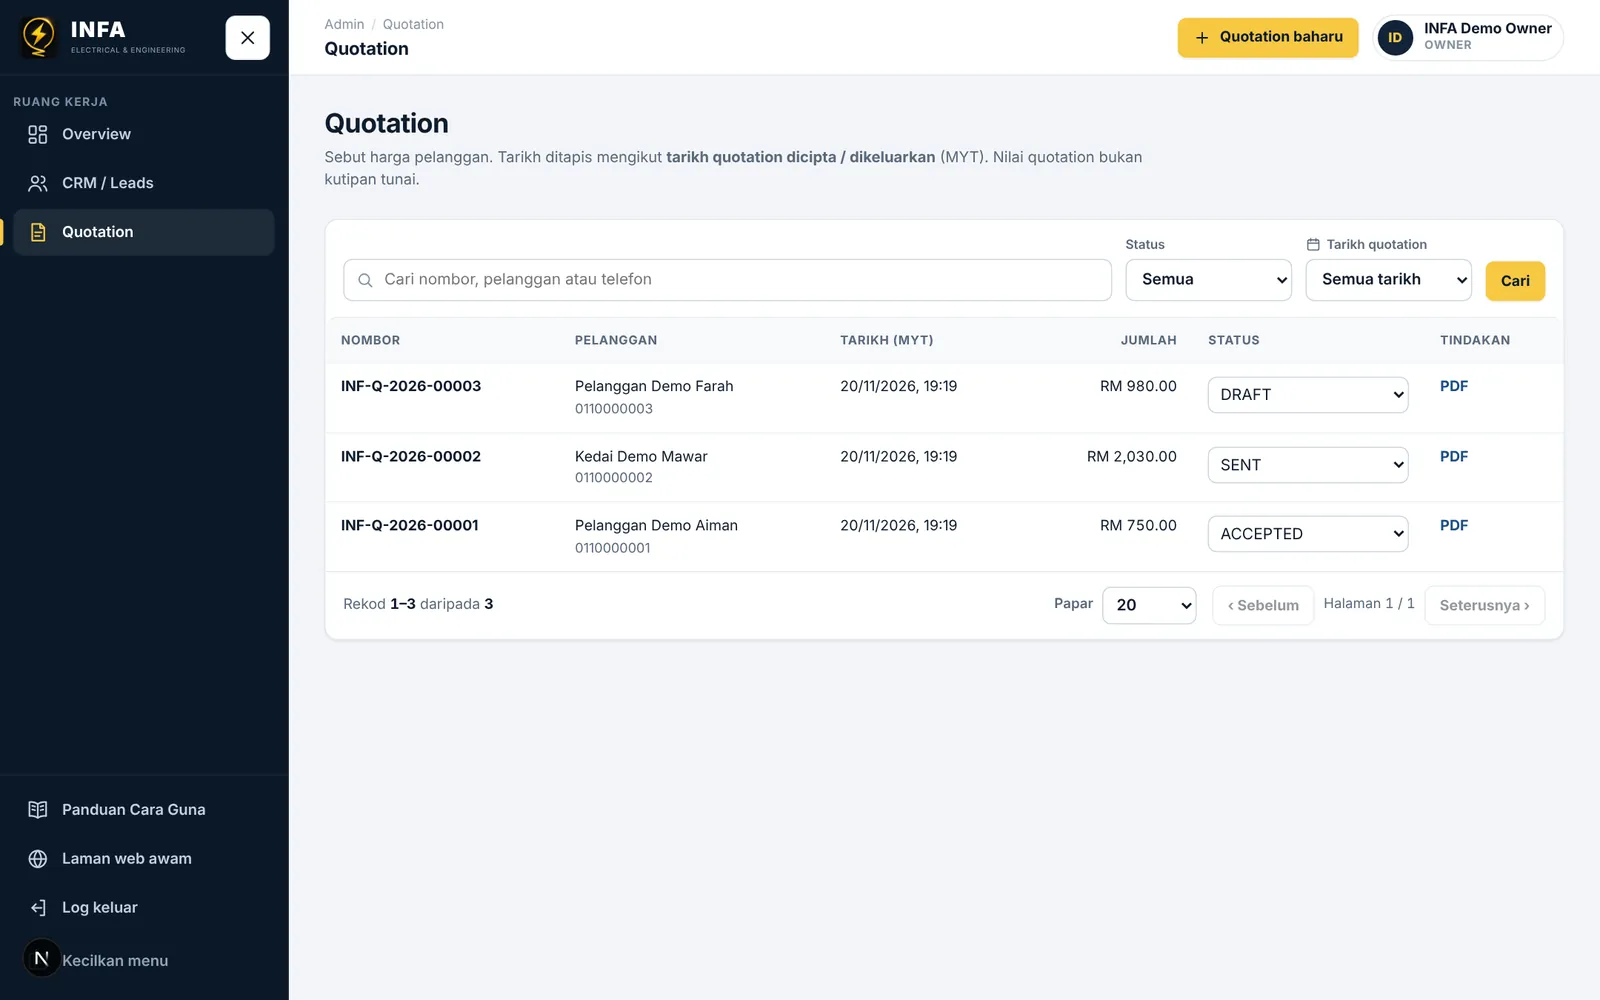 INFA
ELECTRICAL & ENGINEERING
RUANG KERJA
Overview
CRM / Leads
Quotation
Panduan Cara Guna
Laman web awam
Log keluar
N
Kecilkan menu
Admin / Quotation
Quotation
+ Quotation baharu
ID
INFA Demo Owner
OWNER
Quotation
Sebut harga pelanggan. Tarikh ditapis mengikut tarikh quotation dicipta / dikeluarkan (MYT). Nilai quotation bukan
kutipan tunai.
Status
Tarikh quotation
Cari nombor, pelanggan atau telefon
Semua
Semua tarikh
Cari
NOMBOR PELANGGAN TARIKH (MYT) JUMLAH STATUS TINDAKAN
INF-Q-2026-00003 Pelanggan Demo Farah 20/11/2026, 19:19 RM 980.00 DRAFT PDF
0110000003
INF-Q-2026-00002 Kedai Demo Mawar 20/11/2026, 19:19 RM 2,030.00 SENT PDF
0110000002
INF-Q-2026-00001 Pelanggan Demo Aiman 20/11/2026, 19:19 RM 750.00 ACCEPTED PDF
0110000001
Rekod 1–3 daripada 3
Papar 20 ‹ Sebelum Halaman 1 / 1 Seterusnya ›